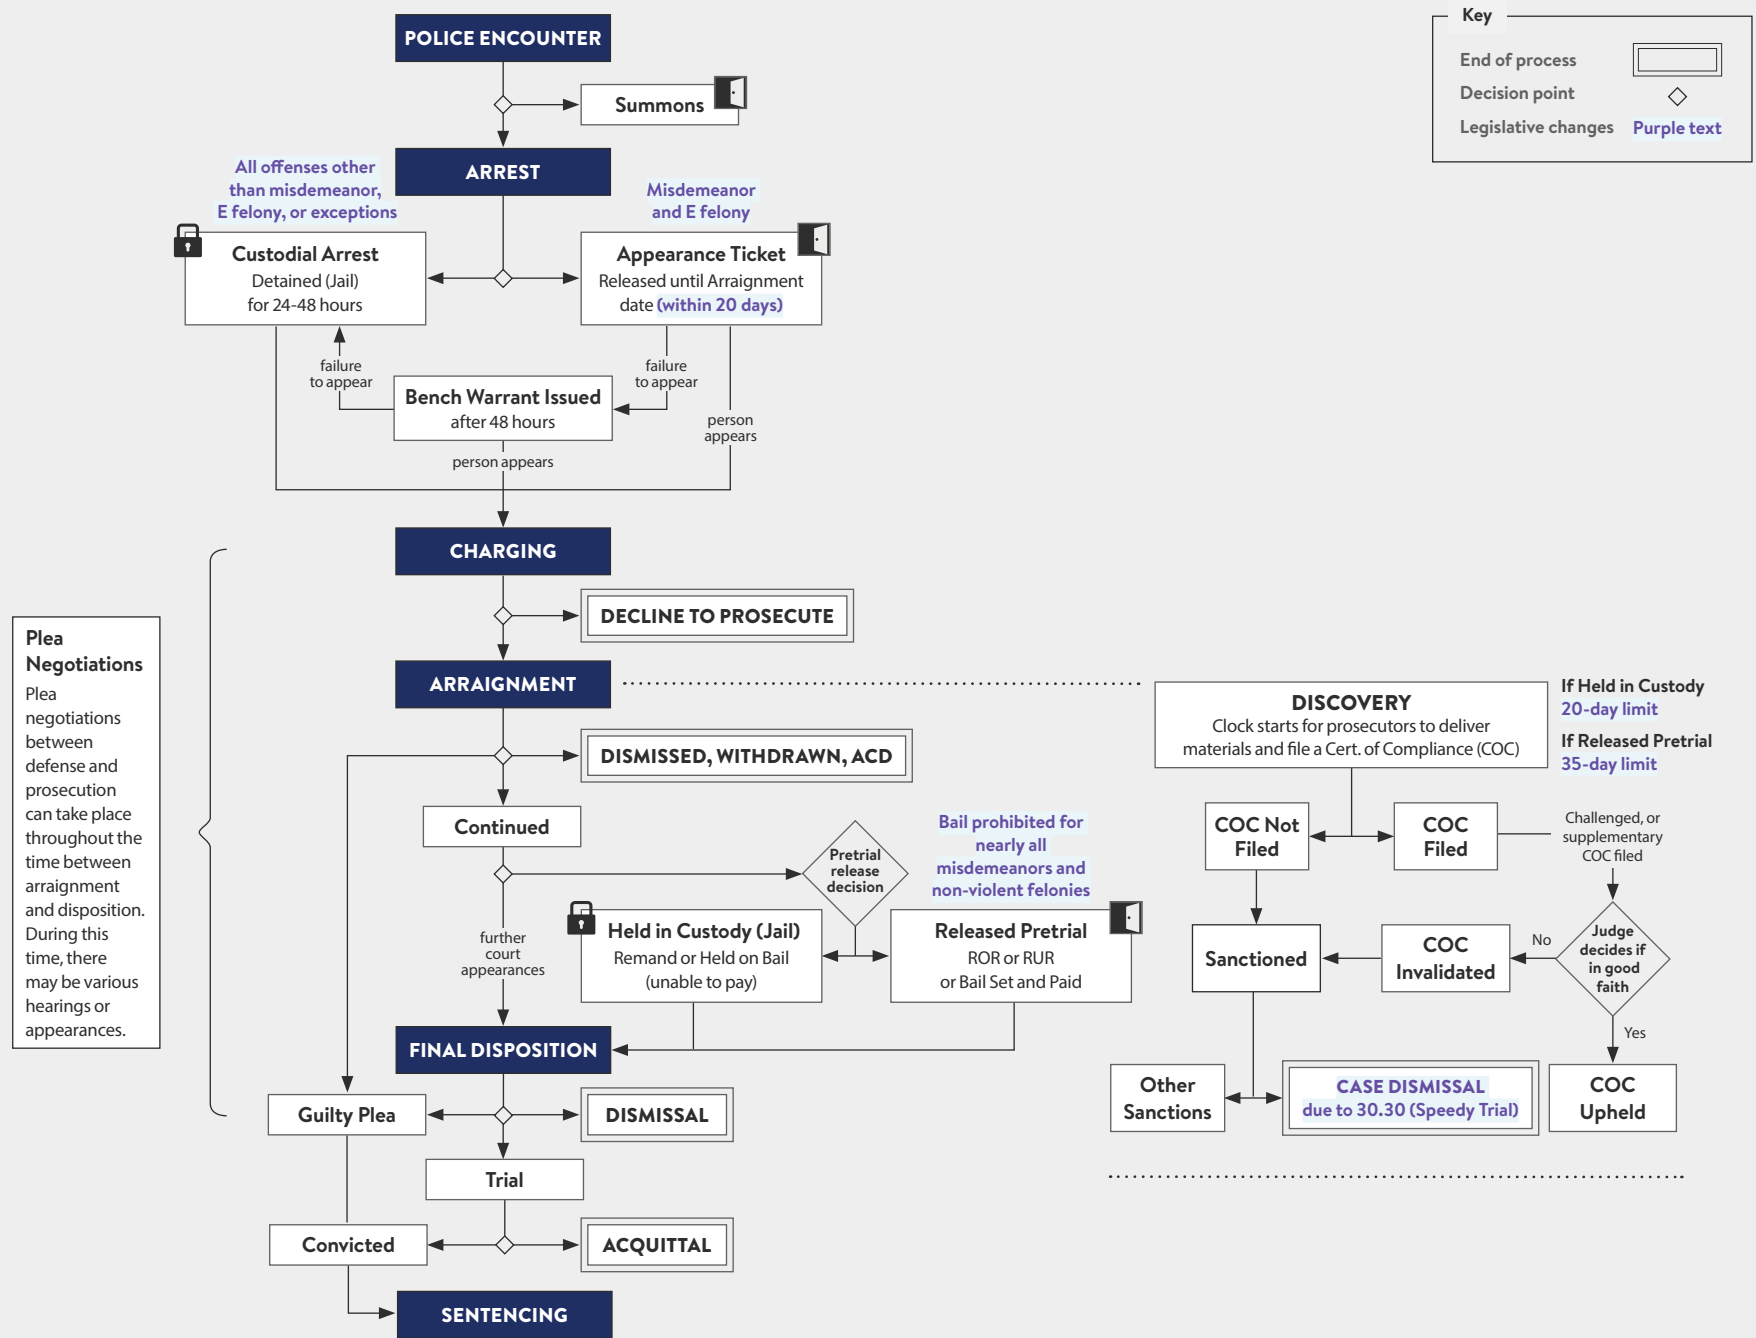 POLICE ENCOUNTER
Summons
Key
End of process
Decision point
Legislative changes
Purple text
ARREST
All offenses other
than misdemeanor,
E felony, or exceptions
Misdemeanor
and E felony
Custodial Arrest
Detained (Jail)
for 24-48 hours
Appearance Ticket
Released until Arraignment
date (within 20 days)
failure
to appear
failure
to appear
Bench Warrant Issued
after 48 hours
person
appears
person appears
CHARGING
DECLINE TO PROSECUTE
Plea
Negotiations
Plea
negotiations
between
defense and
prosecution
can take place
throughout the
time between
arraignment
and disposition.
During this
time, there
may be various
hearings or
appearances.
ARRAIGNMENT
DISMISSED, WITHDRAWN, ACD
Continued
Pretrial
release
decision
Bail prohibited for
nearly all
misdemeanors and
non-violent felonies
further
court
appearances
Held in Custody (Jail)
Remand or Held on Bail
(unable to pay)
Released Pretrial
ROR or RUR
or Bail Set and Paid
FINAL DISPOSITION
Guilty Plea
DISMISSAL
Trial
Convicted
ACQUITTAL
SENTENCING
DISCOVERY
Clock starts for prosecutors to deliver
materials and file a Cert. of Compliance (COC)
If Held in Custody
20-day limit
If Released Pretrial
35-day limit
COC Not
Filed
COC
Filed
Challenged, or
supplementary
COC filed
Sanctioned
COC
Invalidated
No
Judge
decides if
in good
faith
Yes
Other
Sanctions
CASE DISMISSAL
due to 30.30 (Speedy Trial)
COC
Upheld